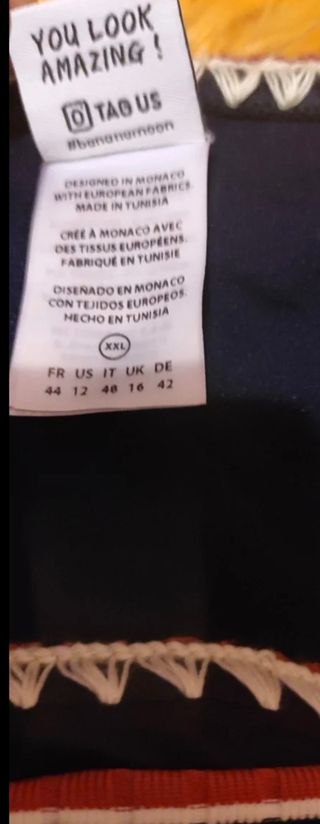 YOU LOOK
AMAZING !
TAG US
#bananamoon
DESIGNED IN MONACO
WITH EUROPEAN FABRICS.
MADE IN TUNISIA
CRÉÉ À MONACO AVEC
DES TISSUS EUROPÉENS.
FABRIQUÉ EN TUNISIE
DISEÑADO EN MONACO
CON TEJIDOS EUROPEOS.
HECHO EN TUNISIA
XXL
FR US IT UK DE
44 12 48 16 42